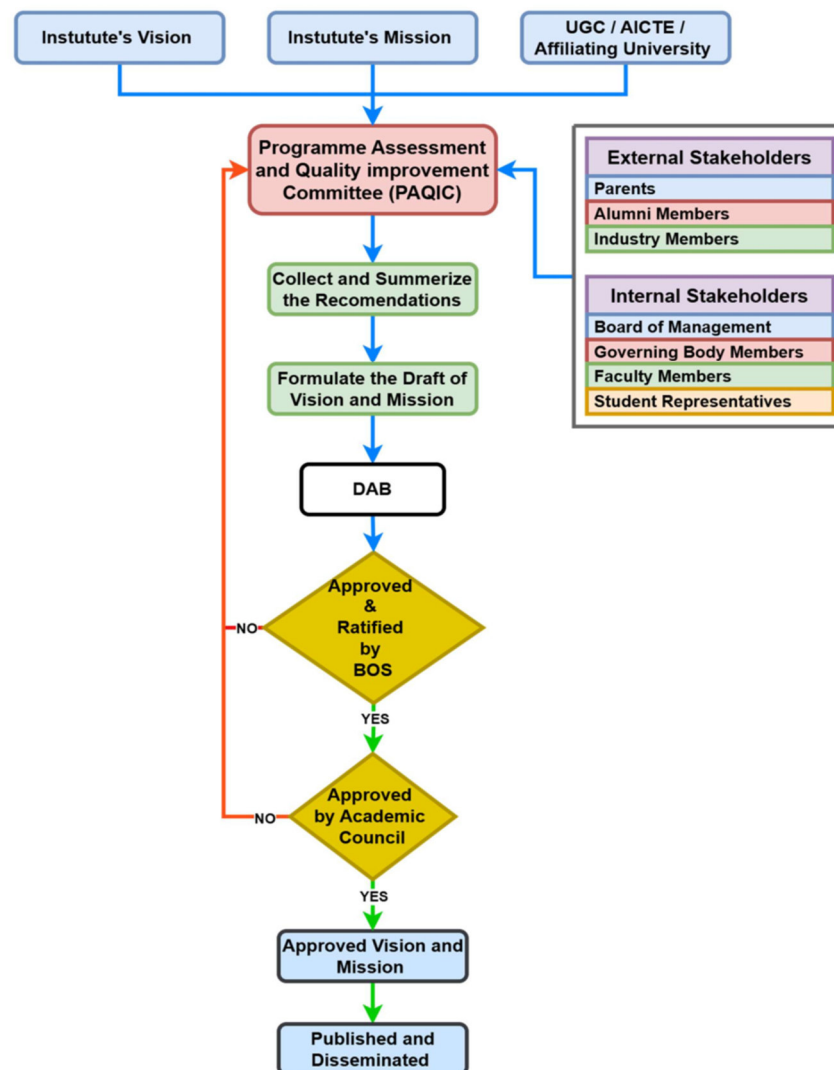 Instutute's Vision
Instutute's Mission
UGC / AICTE /
Affiliating University
Programme Assessment
and Quality improvement
Committee (PAQIC)
External Stakeholders
Parents
Alumni Members
Industry Members
Internal Stakeholders
Board of Management
Governing Body Members
Faculty Members
Student Representatives
Collect and Summerize
the Recomendations
Formulate the Draft of
Vision and Mission
DAB
Approved
&
Ratified
by
BOS
NO
YES
Approved
by Academic
Council
NO
YES
Approved Vision and
Mission
Published and
Disseminated